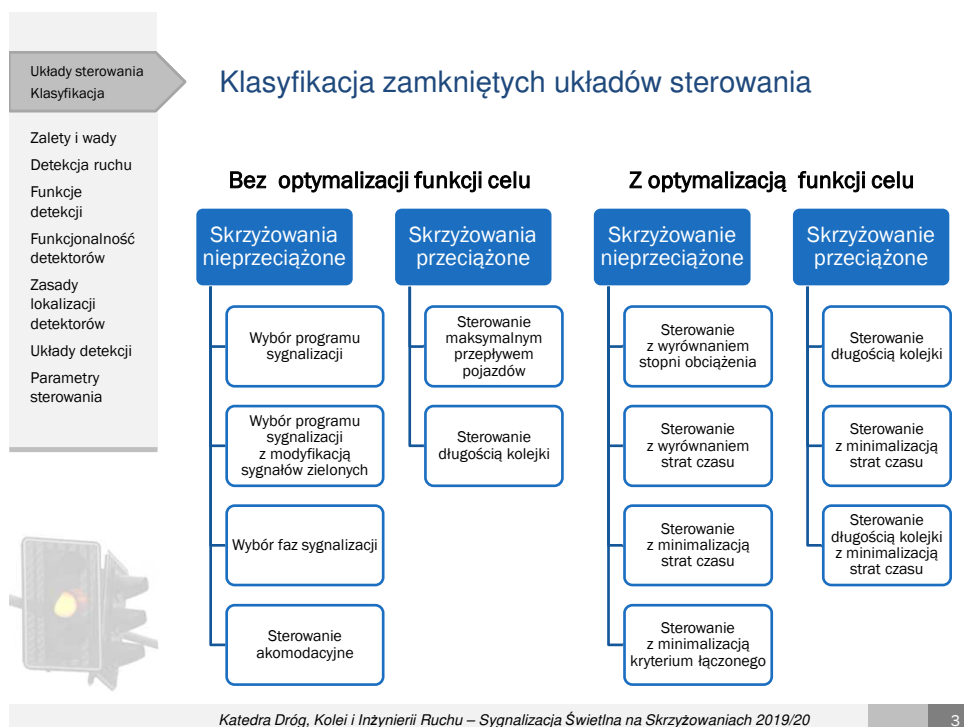 Układy sterowania
Klasyfikacja
Zalety i wady
Detekcja ruchu
Funkcje
detekcji
Funkcjonalność
detektorów
Zasady
lokalizacji
detektorów
Układy detekcji
Parametry
sterowania
Klasyfikacja zamkniętych układów sterowania
Bez optymalizacji funkcji celu
Skrzyżowania
nieprzeciążone
Wybór programu
sygnalizacji
Wybór programu
sygnalizacji
z modyfikacją
sygnałów zielonych
Wybór faz sygnalizacji
Sterowanie
akomodacyjne
Skrzyżowania
przeciążone
Sterowanie
maksymalnym
przepływem
pojazdów
Sterowanie
długością kolejki
Z optymalizacją funkcji celu
Skrzyżowanie
nieprzeciążone
Sterowanie
z wyrównaniem
stopni obciążenia
Sterowanie
z wyrównaniem
strat czasu
Sterowanie
z minimalizacją
strat czasu
Sterowanie
z minimalizacją
kryterium łączonego
Skrzyżowanie
przeciążone
Sterowanie
długością kolejki
Sterowanie
z minimalizacją
strat czasu
Sterowanie
długością kolejki
z minimalizacją
strat czasu
Katedra Dróg, Kolei i Inżynierii Ruchu – Sygnalizacja Świetlna na Skrzyżowaniach 2019/20
3